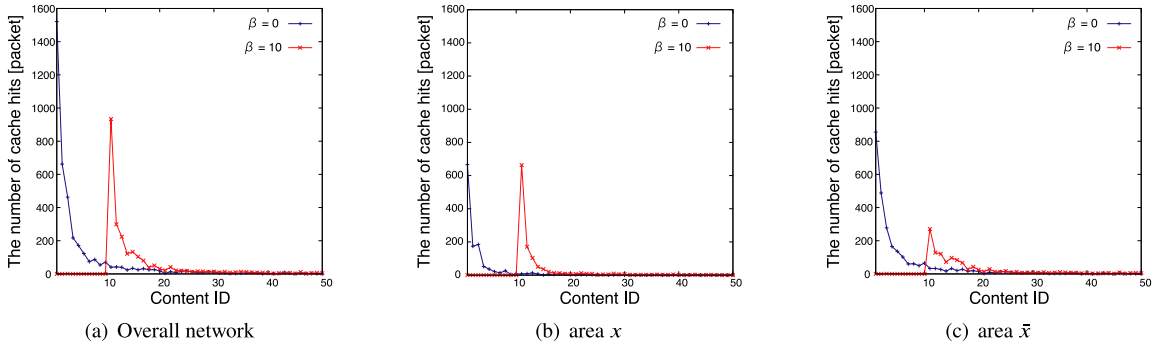 The number of cache hits [packet]
1600
1400
1200
1000
800
600
400
200
0
β = 0
β = 10
10
20
30
40
50
Content ID
(a) Overall network
The number of cache hits [packet]
1600
1400
1200
1000
800
600
400
200
0
β = 0
β = 10
10
20
30
40
50
Content ID
(b) area x
The number of cache hits [packet]
1600
1400
1200
1000
800
600
400
200
0
β = 0
β = 10
10
20
30
40
50
Content ID
(c) area x̄